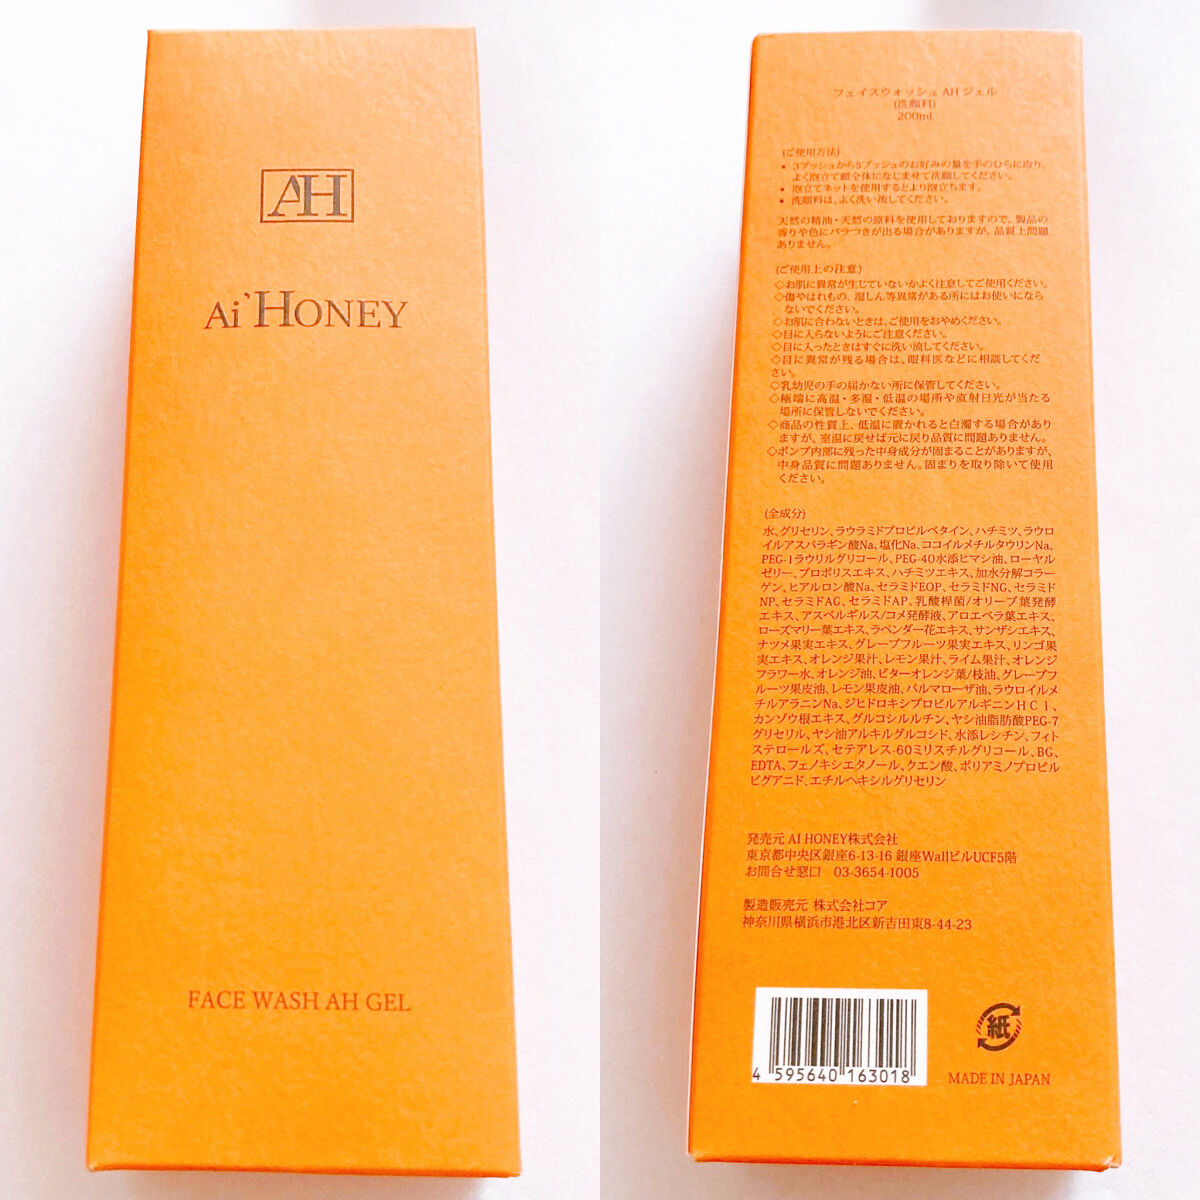 AH
Ai'HONEY
FACE WASH AH GEL
フェイスウォッシュ AH ジェル
(洗顔料)
200ml
(ご使用方法)
• 3プッシュから5プッシュのお好みの量を手のひらに取り、
よく泡立て顔全体になじませて洗顔してください。
• 泡立てネットを使用するとより泡立ちます。
• 洗顔料は、よく洗い流してください。
天然の精油・天然の原料を使用しておりますので、製品の
香りや色にバラつきが出る場合がありますが、品質上問題
ありません。
(ご使用上の注意)
◇お肌に異常が生じていないかよく注意してご使用ください。
◇傷やはれもの、湿しん等異常がある所にはお使いになら
ないでください。
◇お肌に合わないときは、ご使用をおやめください。
◇目に入らないようにご注意ください。
◇目に入ったときはすぐに洗い流してください。
◇目に異常が残る場合は、眼科医などに相談してくだ
さい。
◇乳幼児の手の届かない所に保管してください。
◇極端に高温・多湿・低温の場所や直射日光が当たる
場所に保管しないでください。
◇商品の性質上、低温に置かれると白濁する場合があり
ますが、室温に戻せば元に戻り品質に問題ありません。
◇ポンプ内部に残った中身成分が固まることがありますが、
中身品質に問題ありません。固まりを取り除いて使用
ください。
(全成分)
水、グリセリン、ラウラミドプロピルベタイン、ハチミツ、ラウロ
イルアスパラギン酸Na、塩化Na、ココイルメチルタウリンNa、
PEG-1ラウリルグリコール、PEG-40水添ヒマシ油、ローヤル
ゼリー、プロポリスエキス、ハチミツエキス、加水分解コラー
ゲン、ヒアルロン酸Na、セラミドEOP、セラミドNG、セラミド
NP、セラミドAG、セラミドAP、乳酸桿菌/オリーブ葉発酵
エキス、アスペルギルス/コメ発酵液、アロエベラ葉エキス、
ローズマリー葉エキス、ラベンダー花エキス、サンザシエキス、
ナツメ果実エキス、グレープフルーツ果実エキス、リンゴ果
実エキス、オレンジ果汁、レモン果汁、ライム果汁、オレンジ
フラワー水、オレンジ油、ビターオレンジ葉/枝油、グレープフ
ルーツ果皮油、レモン果皮油、パルマローザ油、ラウロイルメ
チルアラニンNa、ジヒドロキシプロピルアルギニンHCl、
カンゾウ根エキス、グルコシルルチン、ヤシ油脂肪酸PEG-7
グリセリル、ヤシ油アルキルグルコシド、水添レシチン、フィト
ステロールズ、セテアレス-60ミリスチルグリコール、BG、
EDTA、フェノキシエタノール、クエン酸、ポリアミノプロピル
ビグアニド、エチルヘキシルグリセリン
発売元 AI HONEY株式会社
東京都中央区銀座6-13-16 銀座WallビルUCF5階
お問合せ窓口 03-3654-1005
製造販売元 株式会社コア
神奈川県横浜市港北区新吉田東8-44-23
4 595640 163018
紙
MADE IN JAPAN